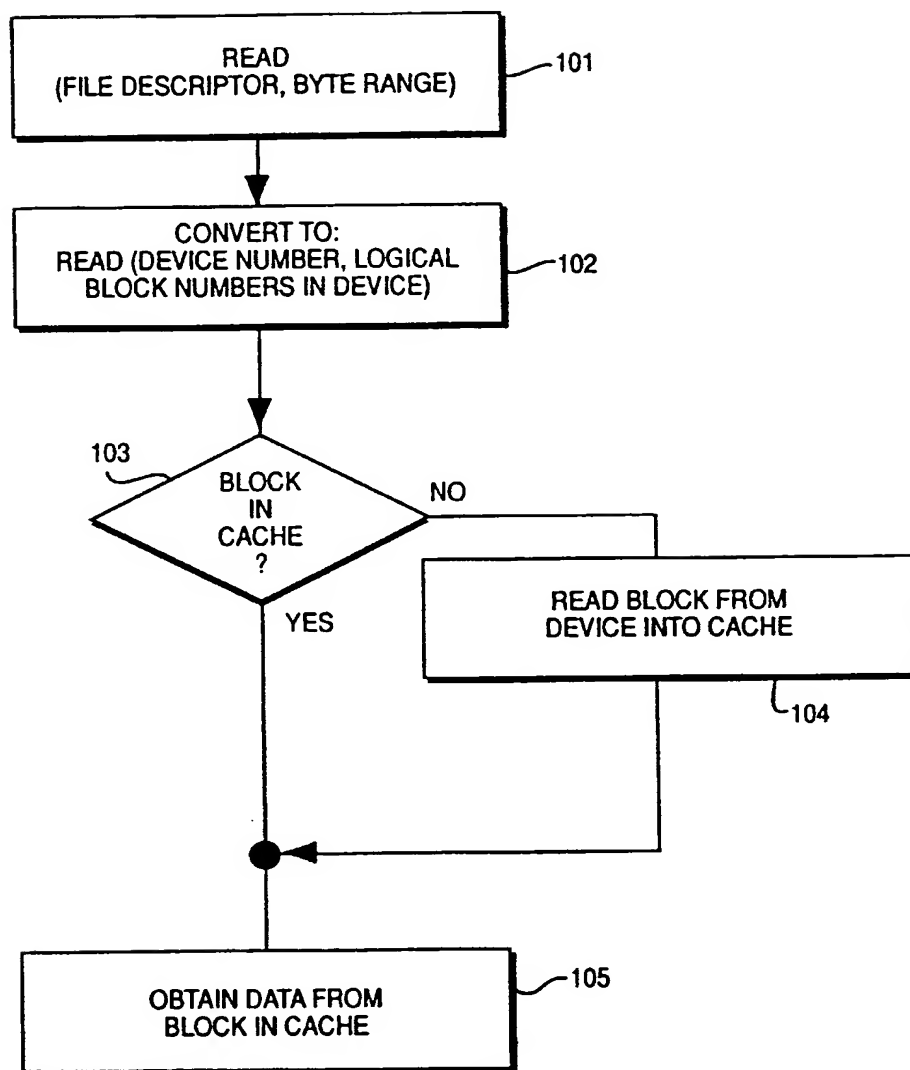 READ
(FILE DESCRIPTOR, BYTE RANGE)
101
CONVERT TO:
READ (DEVICE NUMBER, LOGICAL
BLOCK NUMBERS IN DEVICE)
102
103
BLOCK
IN
CACHE
?
NO
YES
READ BLOCK FROM
DEVICE INTO CACHE
104
OBTAIN DATA FROM
BLOCK IN CACHE
105